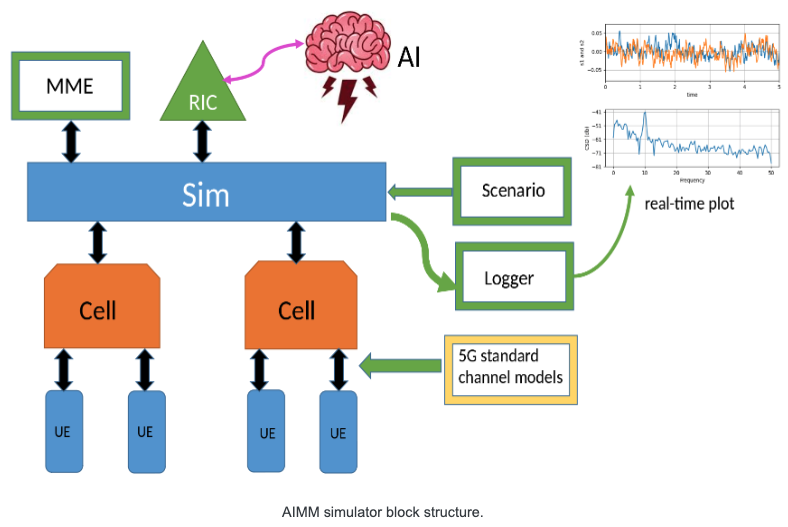 MME
RIC
AI
Sim
Scenario
Logger
real-time plot
Cell
Cell
5G standard
channel models
UE
UE
UE
UE
s1 and s2
0.05
0.00
−0.05
0
1
2
3
4
5
time
CSD (db)
−41
−51
−61
−71
−81
0
10
20
30
40
50
Frequency
AIMM simulator block structure.